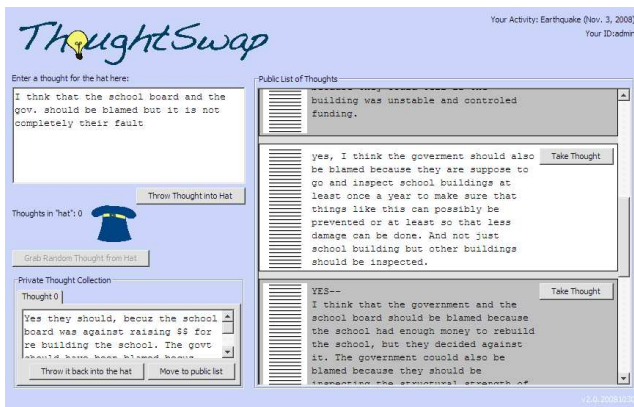 Your Activity: Earthquake (Nov. 3, 2008)
Your ID:admin
ThoughtSwap
Enter a thought for the hat here:
I thnk that the school board and the
gov. should be blamed but it is not
completely their fault
Throw Thought into Hat
Thoughts in "hat": 0
Grab Random Thought from Hat
Private Thought Collection
Thought 0
Yes they should, becuz the school
board was against raising $$ for
re building the school. The govt
Throw it back into the hat
Move to public list
Public List of Thoughts
building was unstable and controled
funding.
yes, I think the goverment should also
be blamed because they are suppose to
go and inspect school buildings at
least once a year to make sure that
things like this can possibly be
prevented or at least so that less
damage can be done. And not just
school building but other buildings
should be inspected.
Take Thought
YES--
I think that the government and the
school board should be blamed because
the school had enough money to rebuild
the school, but they decided against
it. The government couold also be
blamed because they should be
inspecting the structural strength of
Take Thought